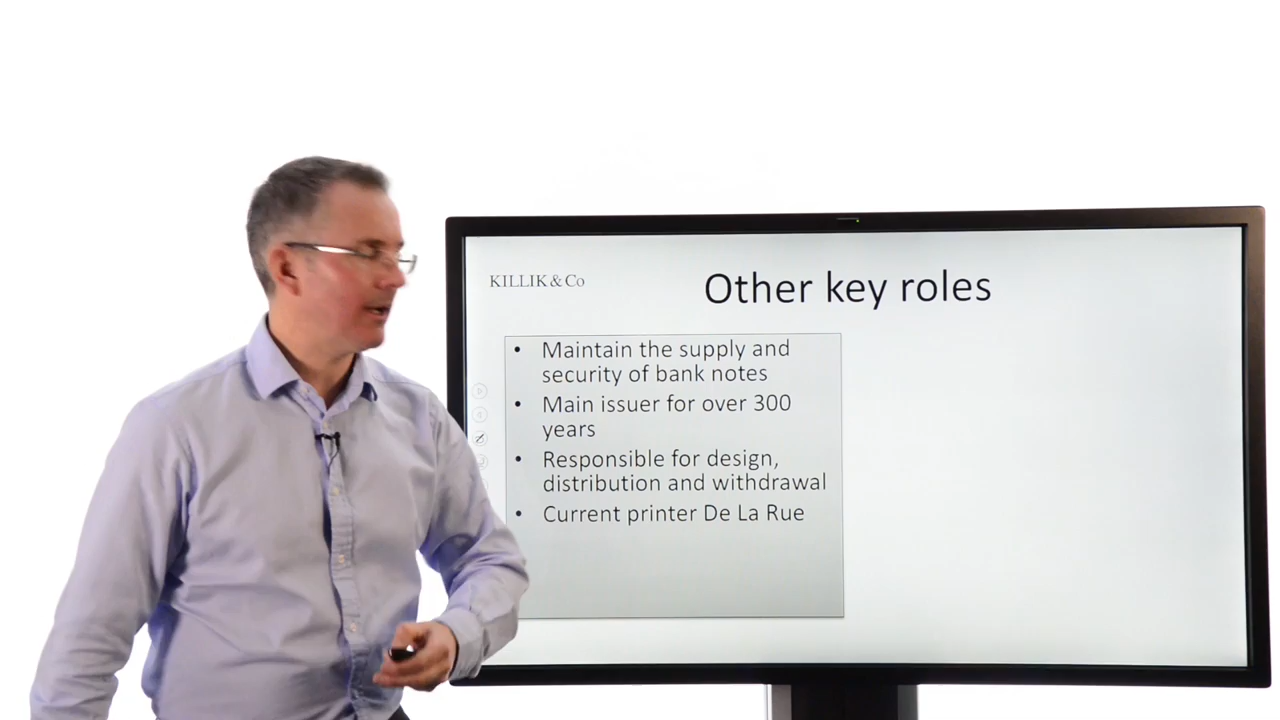 KILLIK & Co
Other key roles
• Maintain the supply and
security of bank notes
• Main issuer for over 300
years
• Responsible for design,
distribution and withdrawal
• Current printer De La Rue